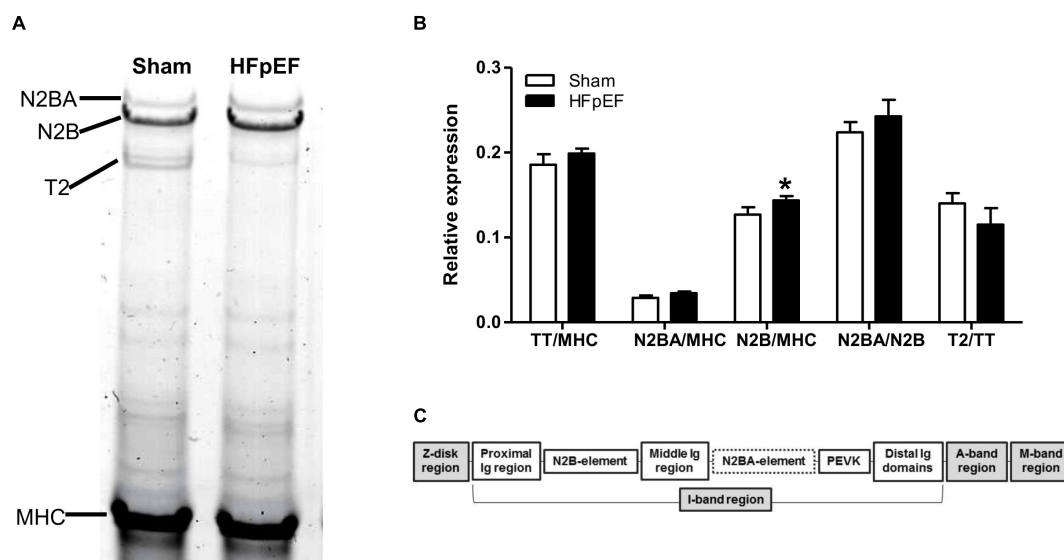 A
Sham HFpEF
N2BA
N2B
T2
MHC
B
Relative expression
0.3
0.2
0.1
0.0
Sham
HFpEF
*
TT/MHC N2BA/MHC N2B/MHC N2BA/N2B T2/TT
C
Z-disk
region
Proximal
Ig region
N2B-element
Middle Ig
region
N2BA-element
PEVK
Distal Ig
domains
A-band
region
M-band
region
I-band region